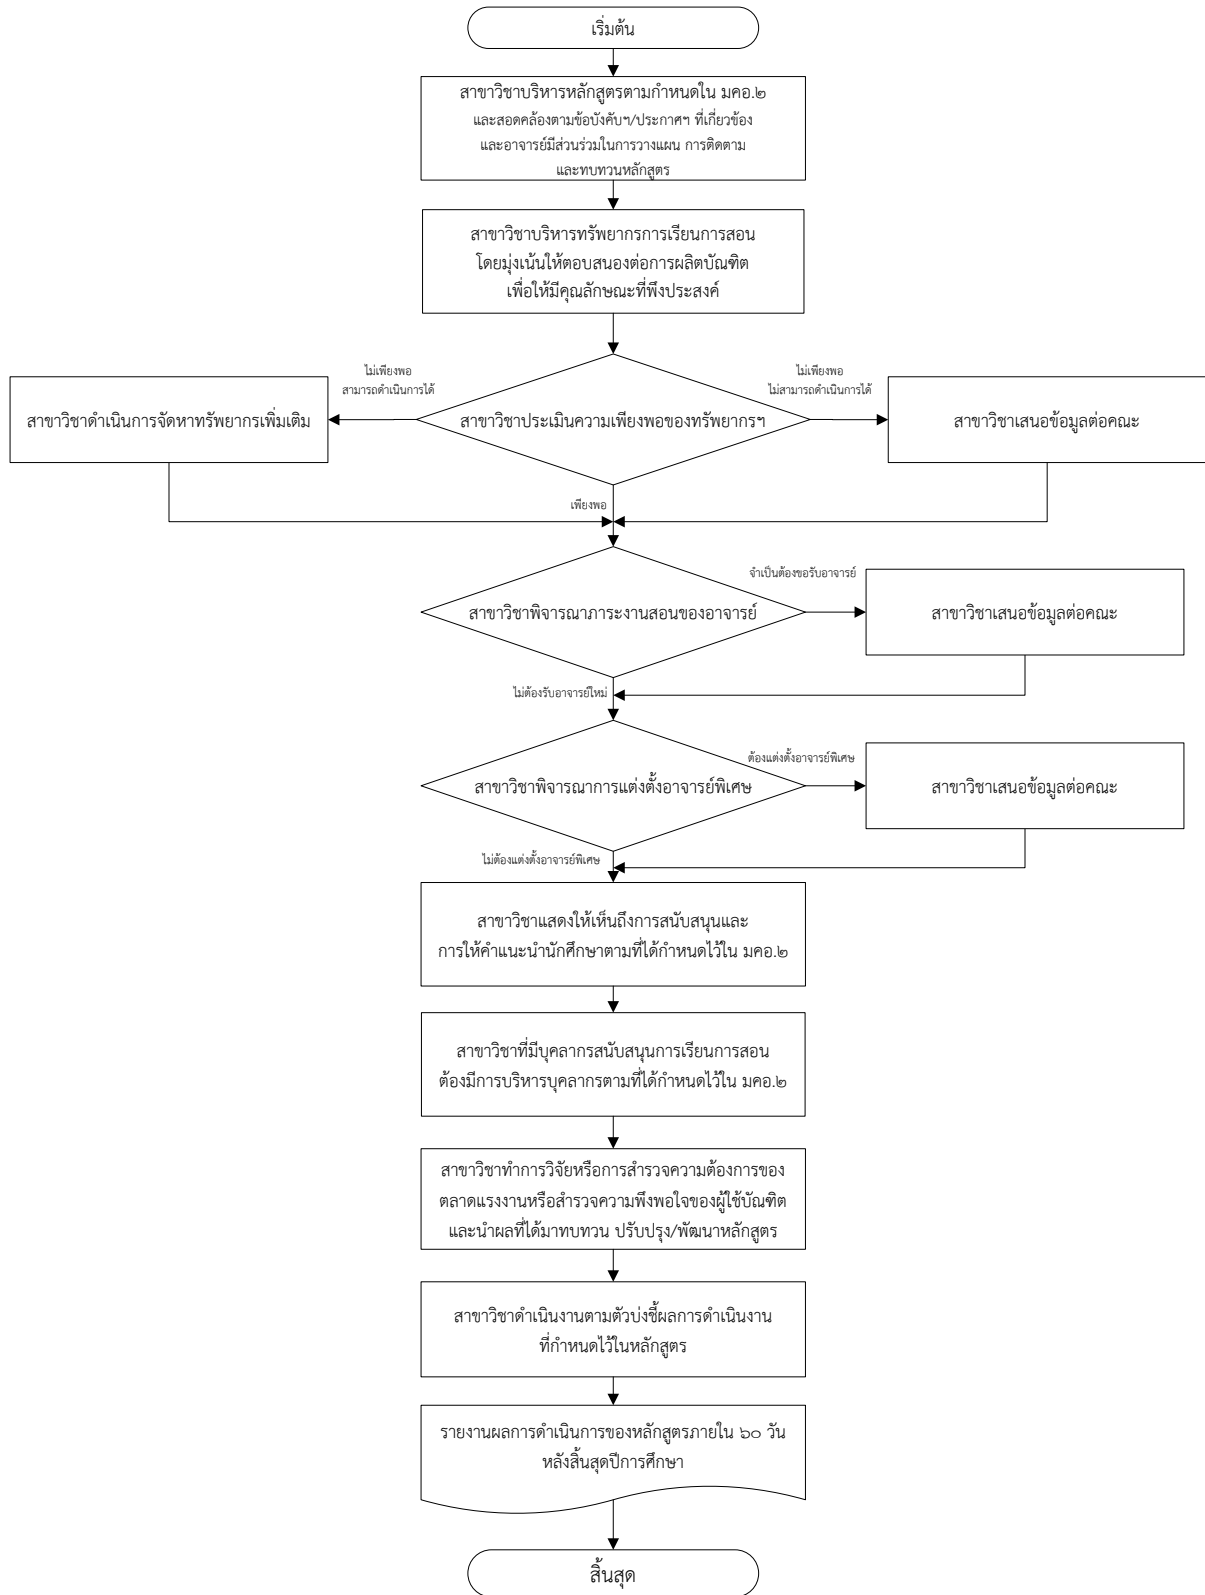 เริ่มต้น
สาขาวิชาบริหารหลักสูตรตามกำหนดใน มคอ.๒
และสอดคล้องตามข้อบังคับฯ/ประกาศฯ ที่เกี่ยวข้อง
และอาจารย์มีส่วนร่วมในการวางแผน การติดตาม
และทบทวนหลักสูตร
สาขาวิชาบริหารทรัพยากรการเรียนการสอน
โดยมุ่งเน้นให้ตอบสนองต่อการผลิตบัณฑิต
เพื่อให้มีคุณลักษณะที่พึงประสงค์
ไม่เพียงพอ
สามารถดำเนินการได้
ไม่เพียงพอ
ไม่สามารถดำเนินการได้
สาขาวิชาดำเนินการจัดหาทรัพยากรเพิ่มเติม
สาขาวิชาประเมินความเพียงพอของทรัพยากรฯ
สาขาวิชาเสนอข้อมูลต่อคณะ
เพียงพอ
จำเป็นต้องขอรับอาจารย์
สาขาวิชาพิจารณาภาระงานสอนของอาจารย์
สาขาวิชาเสนอข้อมูลต่อคณะ
ไม่ต้องรับอาจารย์ใหม่
ต้องแต่งตั้งอาจารย์พิเศษ
สาขาวิชาพิจารณาการแต่งตั้งอาจารย์พิเศษ
สาขาวิชาเสนอข้อมูลต่อคณะ
ไม่ต้องแต่งตั้งอาจารย์พิเศษ
สาขาวิชาแสดงให้เห็นถึงการสนับสนุนและ
การให้คำแนะนำนักศึกษาตามที่ได้กำหนดไว้ใน มคอ.๒
สาขาวิชาที่มีบุคลากรสนับสนุนการเรียนการสอน
ต้องมีการบริหารบุคลากรตามที่ได้กำหนดไว้ใน มคอ.๒
สาขาวิชาทำการวิจัยหรือการสำรวจความต้องการของ
ตลาดแรงงานหรือสำรวจความพึงพอใจของผู้ใช้บัณฑิต
และนำผลที่ได้มาทบทวน ปรับปรุง/พัฒนาหลักสูตร
สาขาวิชาดำเนินงานตามตัวบ่งชี้ผลการดำเนินงาน
ที่กำหนดไว้ในหลักสูตร
รายงานผลการดำเนินการของหลักสูตรภายใน ๖๐ วัน
หลังสิ้นสุดปีการศึกษา
สิ้นสุด